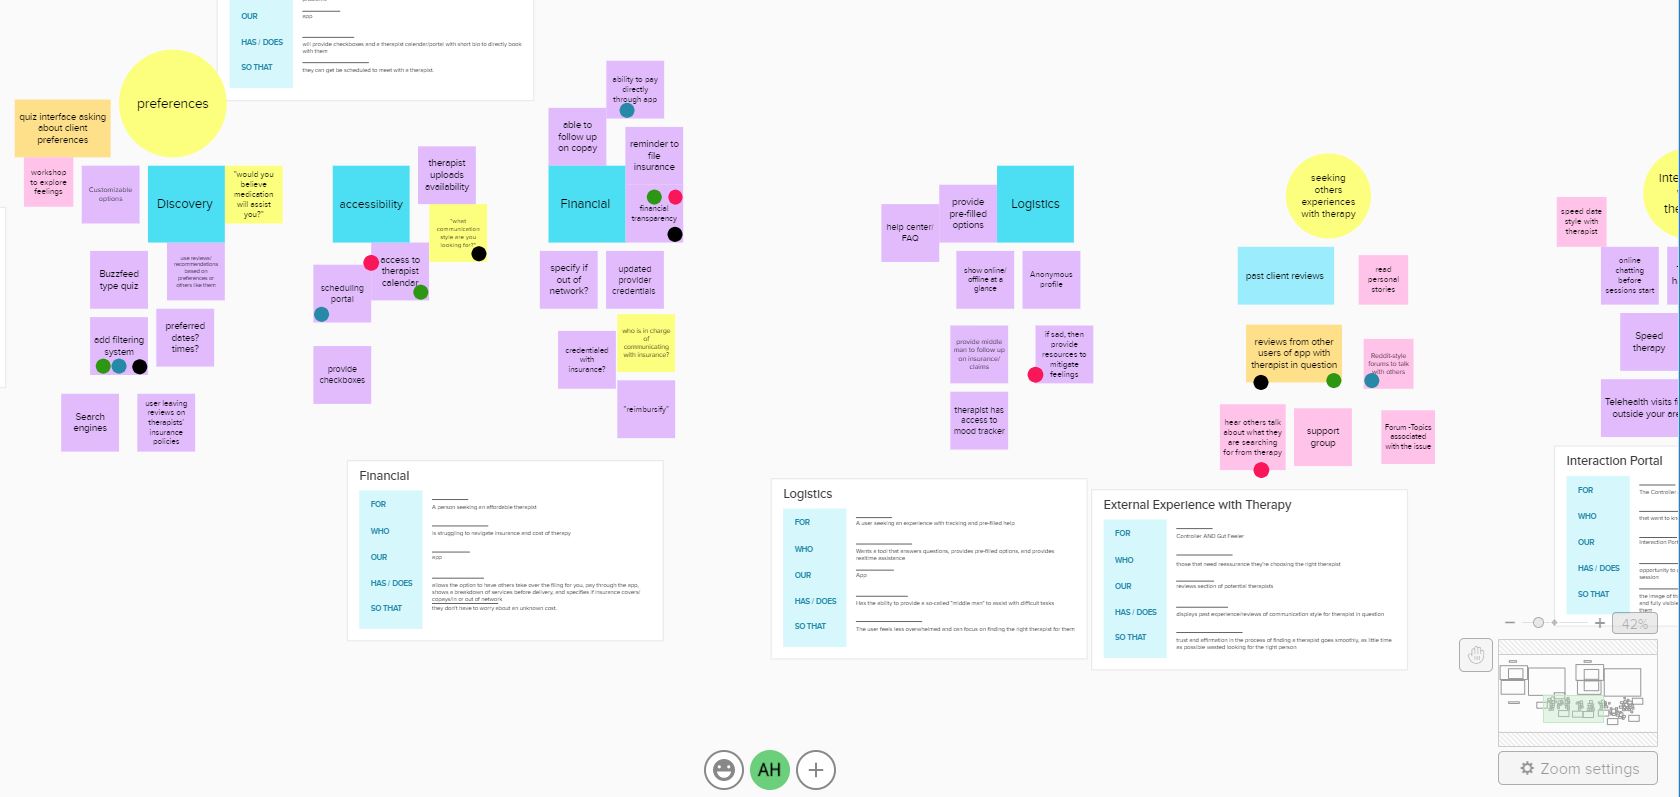 OUR
app
HAS / DOES
will provide checkboxes and a therapist calender/portal with short bio to directly book
with them
SO THAT
they can get be scheduled to meet with a therapist.
preferences
quiz interface asking
about client
preferences
workshop
to explore
feelings
Customizable
options
Discovery
"would you
believe
medication
will assist
you?"
Buzzfeed
type quiz
use reviews/
recommendations
based on
preferences or
others like them
add filtering
system
preferred
dates?
times?
Search
engines
user leaving
reviews on
therapists'
insurance
policies
accessibility
therapist
uploads
availability
"what
communication
style are you
looking for?"
access to
therapist
calendar
scheduling
portal
provide
checkboxes
ability to pay
directly
through app
able to
follow up
on copay
reminder to
file
insurance
Financial
financial
transparency
specify if
out of
network?
updated
provider
credentials
credentialed
with
insurance?
who is in charge
of
communicating
with insurance?
"reimbursify"
help center/
FAQ
provide
pre-filled
options
Logistics
show online/
offline at a
glance
Anonymous
profile
provide middle
man to follow up
on insurance/
claims
if sad, then
provide
resources to
mitigate
feelings
therapist has
access to
mood tracker
seeking
others
experiences
with therapy
past client reviews
read
personal
stories
reviews from other
users of app with
therapist in question
Reddit-style
forums to talk
with others
hear others talk
about what they
are searching
for from therapy
support
group
Forum -Topics
associated
with the issue
speed date
style with
therapist
online
chatting
before
sessions start
Speed
therapy
Telehealth visits
outside your
Financial
FOR
A person seeking an affordable therapist
WHO
is struggling to navigate insurance and cost of therapy
OUR
app
HAS / DOES
allows the option to have others take over the filing for you, pay through the app,
shows a breakdown of services before delivery, and specifies if insurance covers/
copays/in or out of network
SO THAT
they don't have to worry about an unknown cost.
Logistics
FOR
A user seeking an experience with tracking and pre-filled help
WHO
Wants a tool that answers questions, provides pre-filled options, and provides
realtime assistance
OUR
App
HAS / DOES
Has the ability to provide a so-called "middle man" to assist with difficult tasks
SO THAT
The user feels less overwhelmed and can focus on finding the right therapist for them
External Experience with Therapy
FOR
Controller AND Gut Feeler
WHO
those that need reassurance they're choosing the right therapist
OUR
reviews section of potential therapists
HAS / DOES
displays past experience/reviews of communication style for therapist in question
SO THAT
trust and affirmation in the process of finding a therapist goes smoothly, as little time
as possible wasted looking for the right person
Interaction Portal
FOR
The Controller
WHO
that want to
OUR
Interaction
HAS / DOES
opportunity to
session
SO THAT
the image of
and fully visible
them
42%
AH
Zoom settings